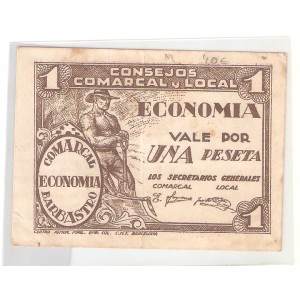 40€
CONSEJOS
COMARCAL y LOCAL
1
1
ECONOMIA
VALE POR
UNA PESETA
LOS SECRETARIOS GENERALES
COMARCAL LOCAL
COMARCAL
ECONOMIA
BARBASTRO
1